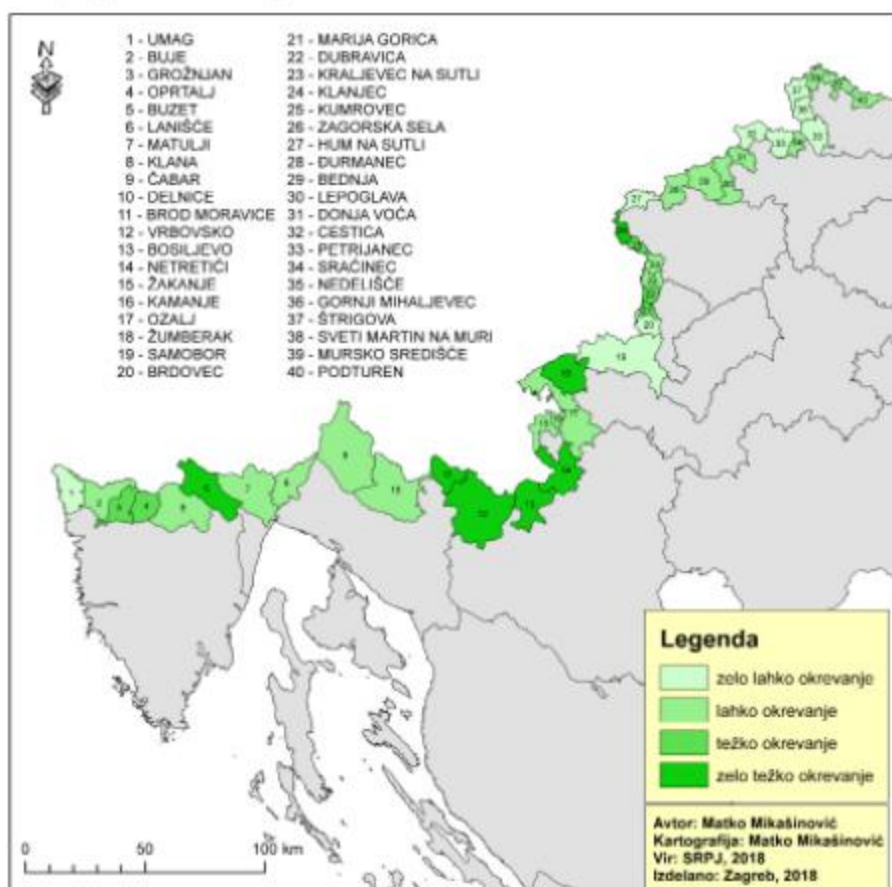 N
1 - UMAG
2 - BUJE
3 - GROŽNJAN
4 - OPRTALJ
5 - BUZET
6 - LANIŠĆE
7 - MATULJI
8 - KLANA
9 - ČABAR
10 - DELNICE
11 - BROD MORAVICE
12 - VRBOVSKO
13 - BOSILJEVO
14 - NETRETIĆI
15 - ŽAKANJE
16 - KAMANJE
17 - OZALJ
18 - ŽUMBERAK
19 - SAMOBOR
20 - BRDOVEC
21 - MARIJA GORICA
22 - DUBRAVICA
23 - KRALJEVEC NA SUTLI
24 - KLANJEC
25 - KUMROVEC
26 - ZAGORSKA SELA
27 - HUM NA SUTLI
28 - ĐURMANEC
29 - BEDNJA
30 - LEPOGLAVA
31 - DONJA VOĆA
32 - CESTICA
33 - PETRIJANEC
34 - SRAČINEC
35 - NEDELIŠĆE
36 - GORNJI MIHALJEVEC
37 - ŠTRIGOVA
38 - SVETI MARTIN NA MURI
39 - MURSKO SREDIŠĆE
40 - PODTUREN
Legenda
zelo lahko okrevanje
lahko okrevanje
težko okrevanje
zelo težko okrevanje
Avtor: Matko Mikašinović
Kartografija: Matko Mikašinović
Vir: SRPJ, 2018
Izdelano: Zagreb, 2018
0 50 100 km